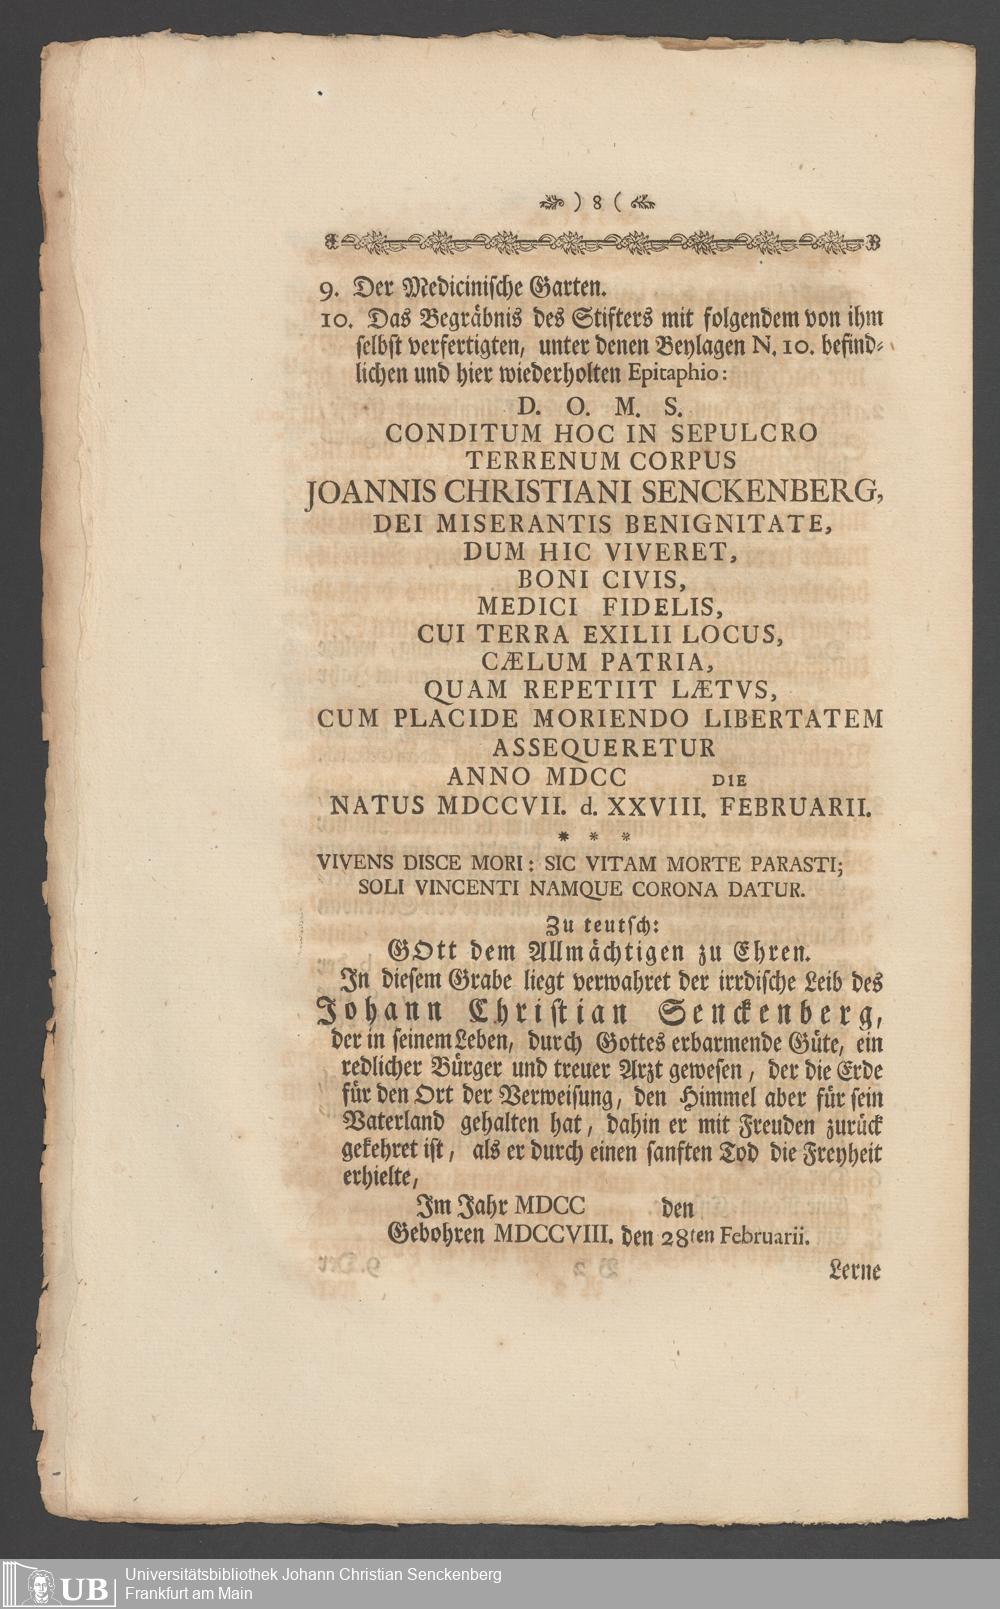 ) 8 (
9. Der Medicinische Garten.
10. Das Begräbnis des Stifters mit folgendem von ihm
selbst verfertigten, unter denen Beylagen N. 10. befind-
lichen und hier wiederholten Epitaphio:
D. O. M. S.
CONDITUM HOC IN SEPULCRO
TERRENUM CORPUS
JOANNIS CHRISTIANI SENCKENBERG,
DEI MISERANTIS BENIGNITATE,
DUM HIC VIVERET,
BONI CIVIS,
MEDICI FIDELIS,
CUI TERRA EXILII LOCUS,
CÆLUM PATRIA,
QUAM REPETIIT LÆTVS,
CUM PLACIDE MORIENDO LIBERTATEM
ASSEQUERETUR
ANNO MDCC DIE
NATUS MDCCVII. d. XXVIII. FEBRUARII.
* * *
VIVENS DISCE MORI: SIC VITAM MORTE PARASTI;
SOLI VINCENTI NAMQUE CORONA DATUR.
Zu teutsch:
GOtt dem Allmächtigen zu Ehren.
In diesem Grabe liegt verwahret der irrdische Leib des
Johann Christian Senckenberg,
der in seinem Leben, durch Gottes erbarmende Güte, ein
redlicher Bürger und treuer Arzt gewesen, der die Erde
für den Ort der Verweisung, den Himmel aber für sein
Vaterland gehalten hat, dahin er mit Freuden zurück
gekehret ist, als er durch einen sanften Tod die Freyheit
erhielte,
Im Jahr MDCC den
Gebohren MDCCVIII. den 28ten Februarii.
Lerne
UB
Universitätsbibliothek Johann Christian Senckenberg
Frankfurt am Main